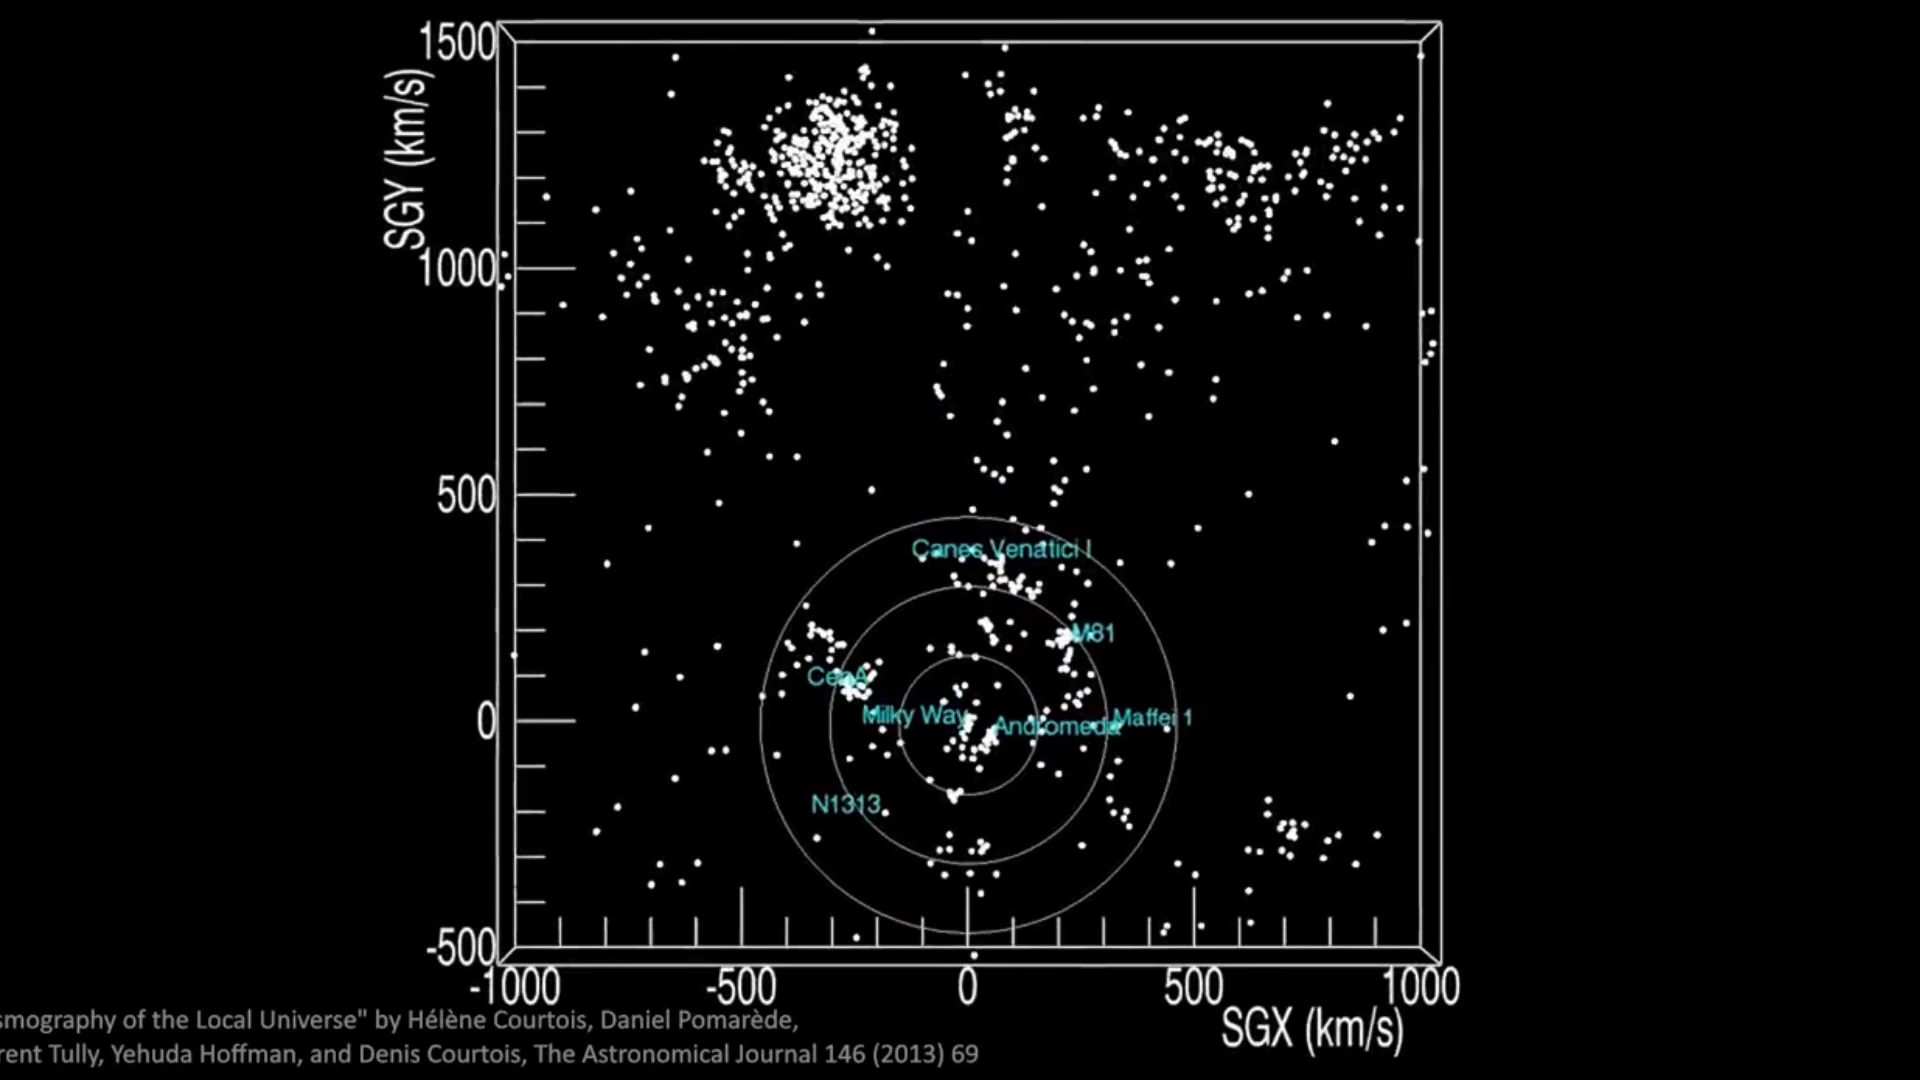 1500
SGY (km/s)
1000
500
Canes Venatici I
M81
CenA
Milky Way
Andromeda
Maffei 1
0
N1313
-500
-1000
-500
0
500
1000
SGX (km/s)
of the Local Universe" by Hélène Courtois, Daniel Pomarède,
Tully, Yehuda Hoffman, and Denis Courtois, The Astronomical Journal 146 (2013) 69